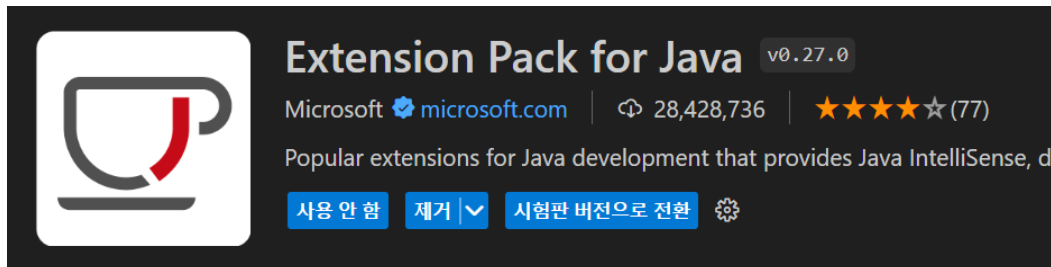 Extension Pack for Java v0.27.0
Microsoft microsoft.com 28,428,736 ★★★★☆(77)
Popular extensions for Java development that provides Java IntelliSense, d
사용 안 함 제거 시험판 버전으로 전환